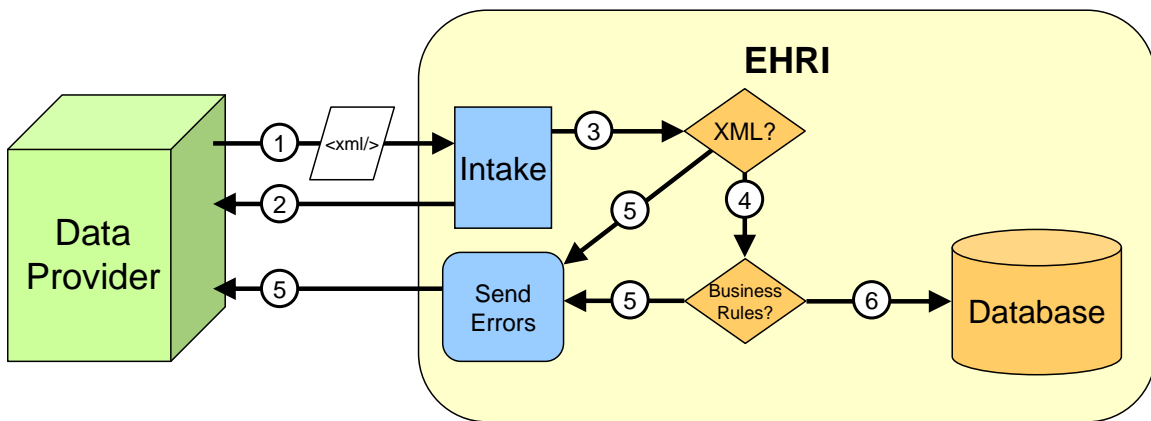 EHRI
1
<xml/>
Intake
3
XML?
2
5
4
Data
Provider
5
Send
Errors
5
Business
Rules?
6
Database